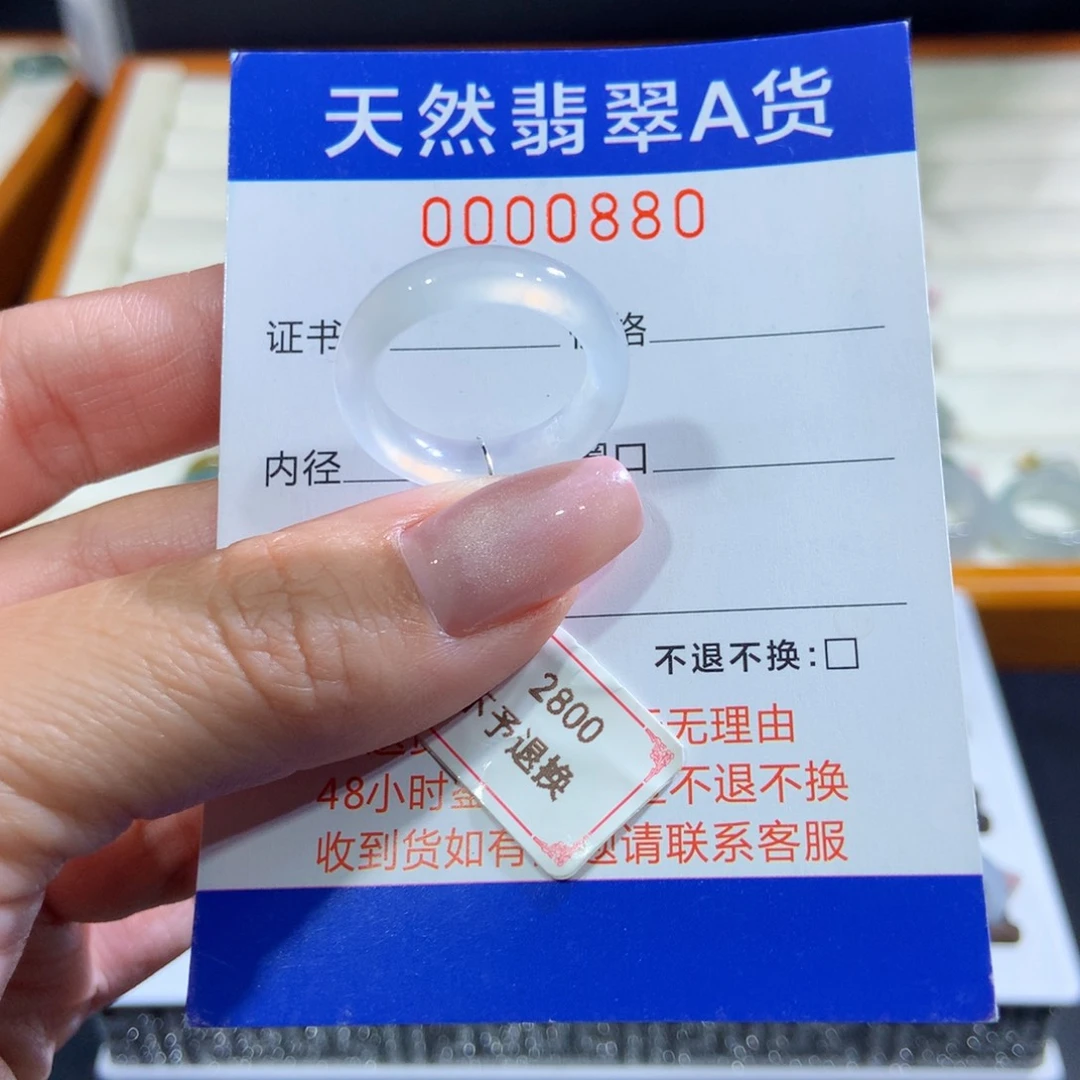 天然翡翠A货
0000880
证书 格
内径 口
不退不换:□
2800
予退换
无理由
48小时 不退不换
收到货如有 请联系客服